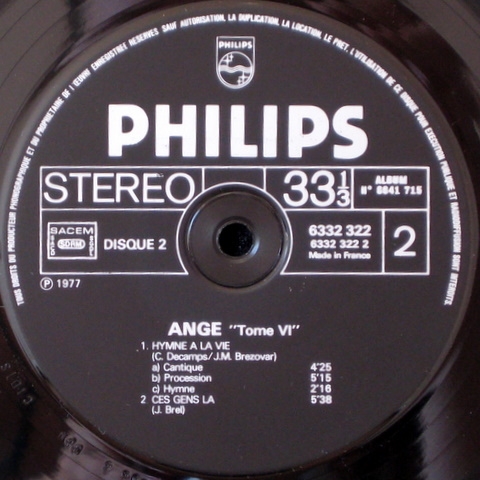 TOUS DROITS DU PRODUCTEUR PHONOGRAPHIQUE ET DU PROPRIETAIRE DE L'ŒUVRE ENREGISTREE RESERVES SAUF AUTORISATION, LA DUPLICATION, LA LOCATION, LE PRET, L'UTILISATION DE CE DISQUE POUR EXECUTION PUBLIQUE ET RADIODIFFUSION SONT INTERDITS.
PHILIPS
PHILIPS
STEREO
33 1/3
ALBUM
N° 6641 715
SACEM
SDRM
DISQUE 2
6332 322
6332 322 2
Made in France
2
℗ 1977
ANGE "Tome VI"
1. HYMNE A LA VIE
(C. Decamps/J.M. Brezovar)
a) Cantique 4'25
b) Procession 5'15
c) Hymne 2'16
2 CES GENS LA 5'38
(J. Brel)